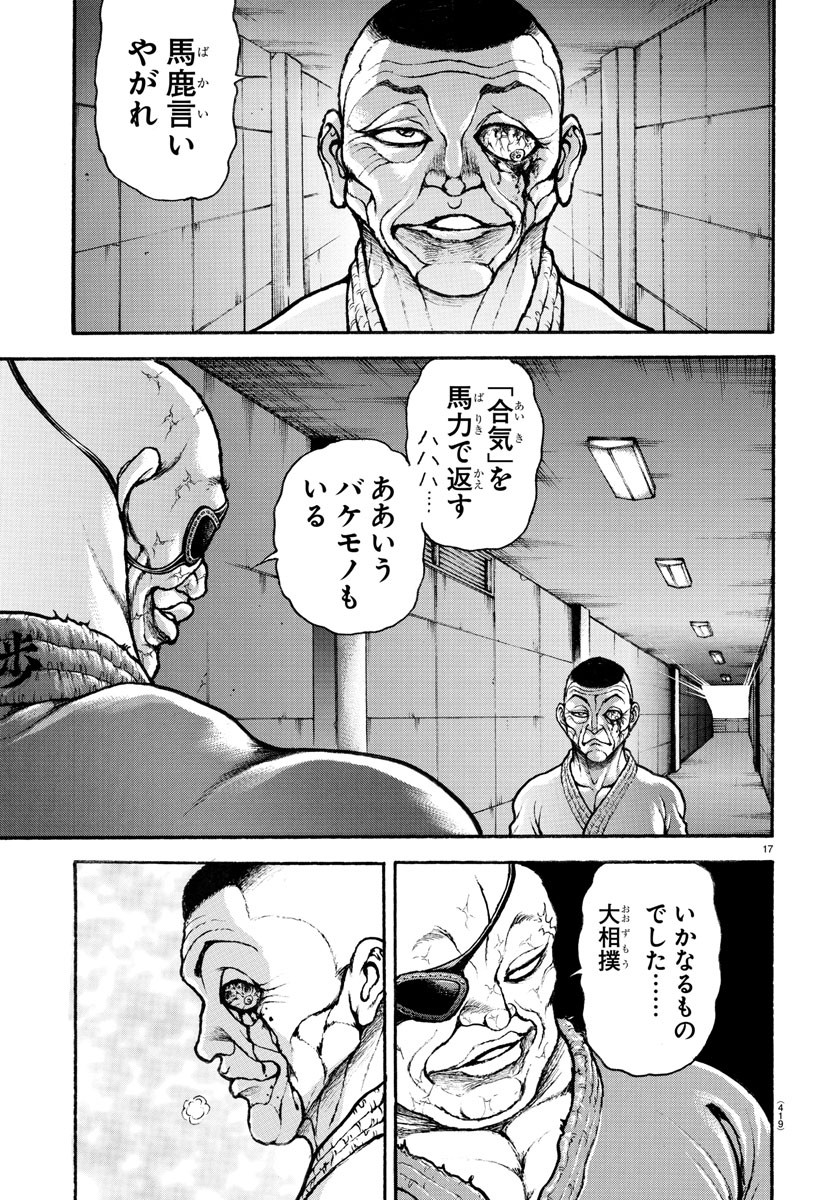 馬鹿言い
やがれ
「合気」を
馬力で返す
ハハハ…
ああいう
バケモノも
いる
歩
17
いかなるもの
でした……
大相撲
(419)